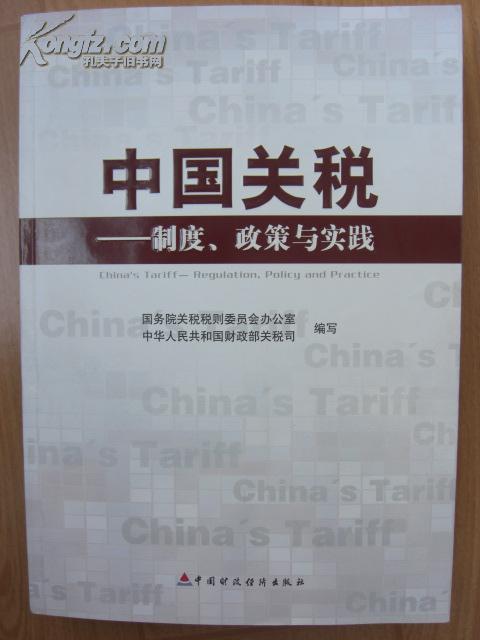 Kongfz.com
孔夫子旧书网
China's Tariff
China's Tariff
China's Tariff
China's Tariff
中国关税
——制度、政策与实践
China's Tariff— Regulation, Policy and Practice
国务院关税税则委员会办公室
中华人民共和国财政部关税司
编写
China's
China's Tariff
China's Tariff
China's Tariff
China's Tariff
China's
中国财政经济出版社